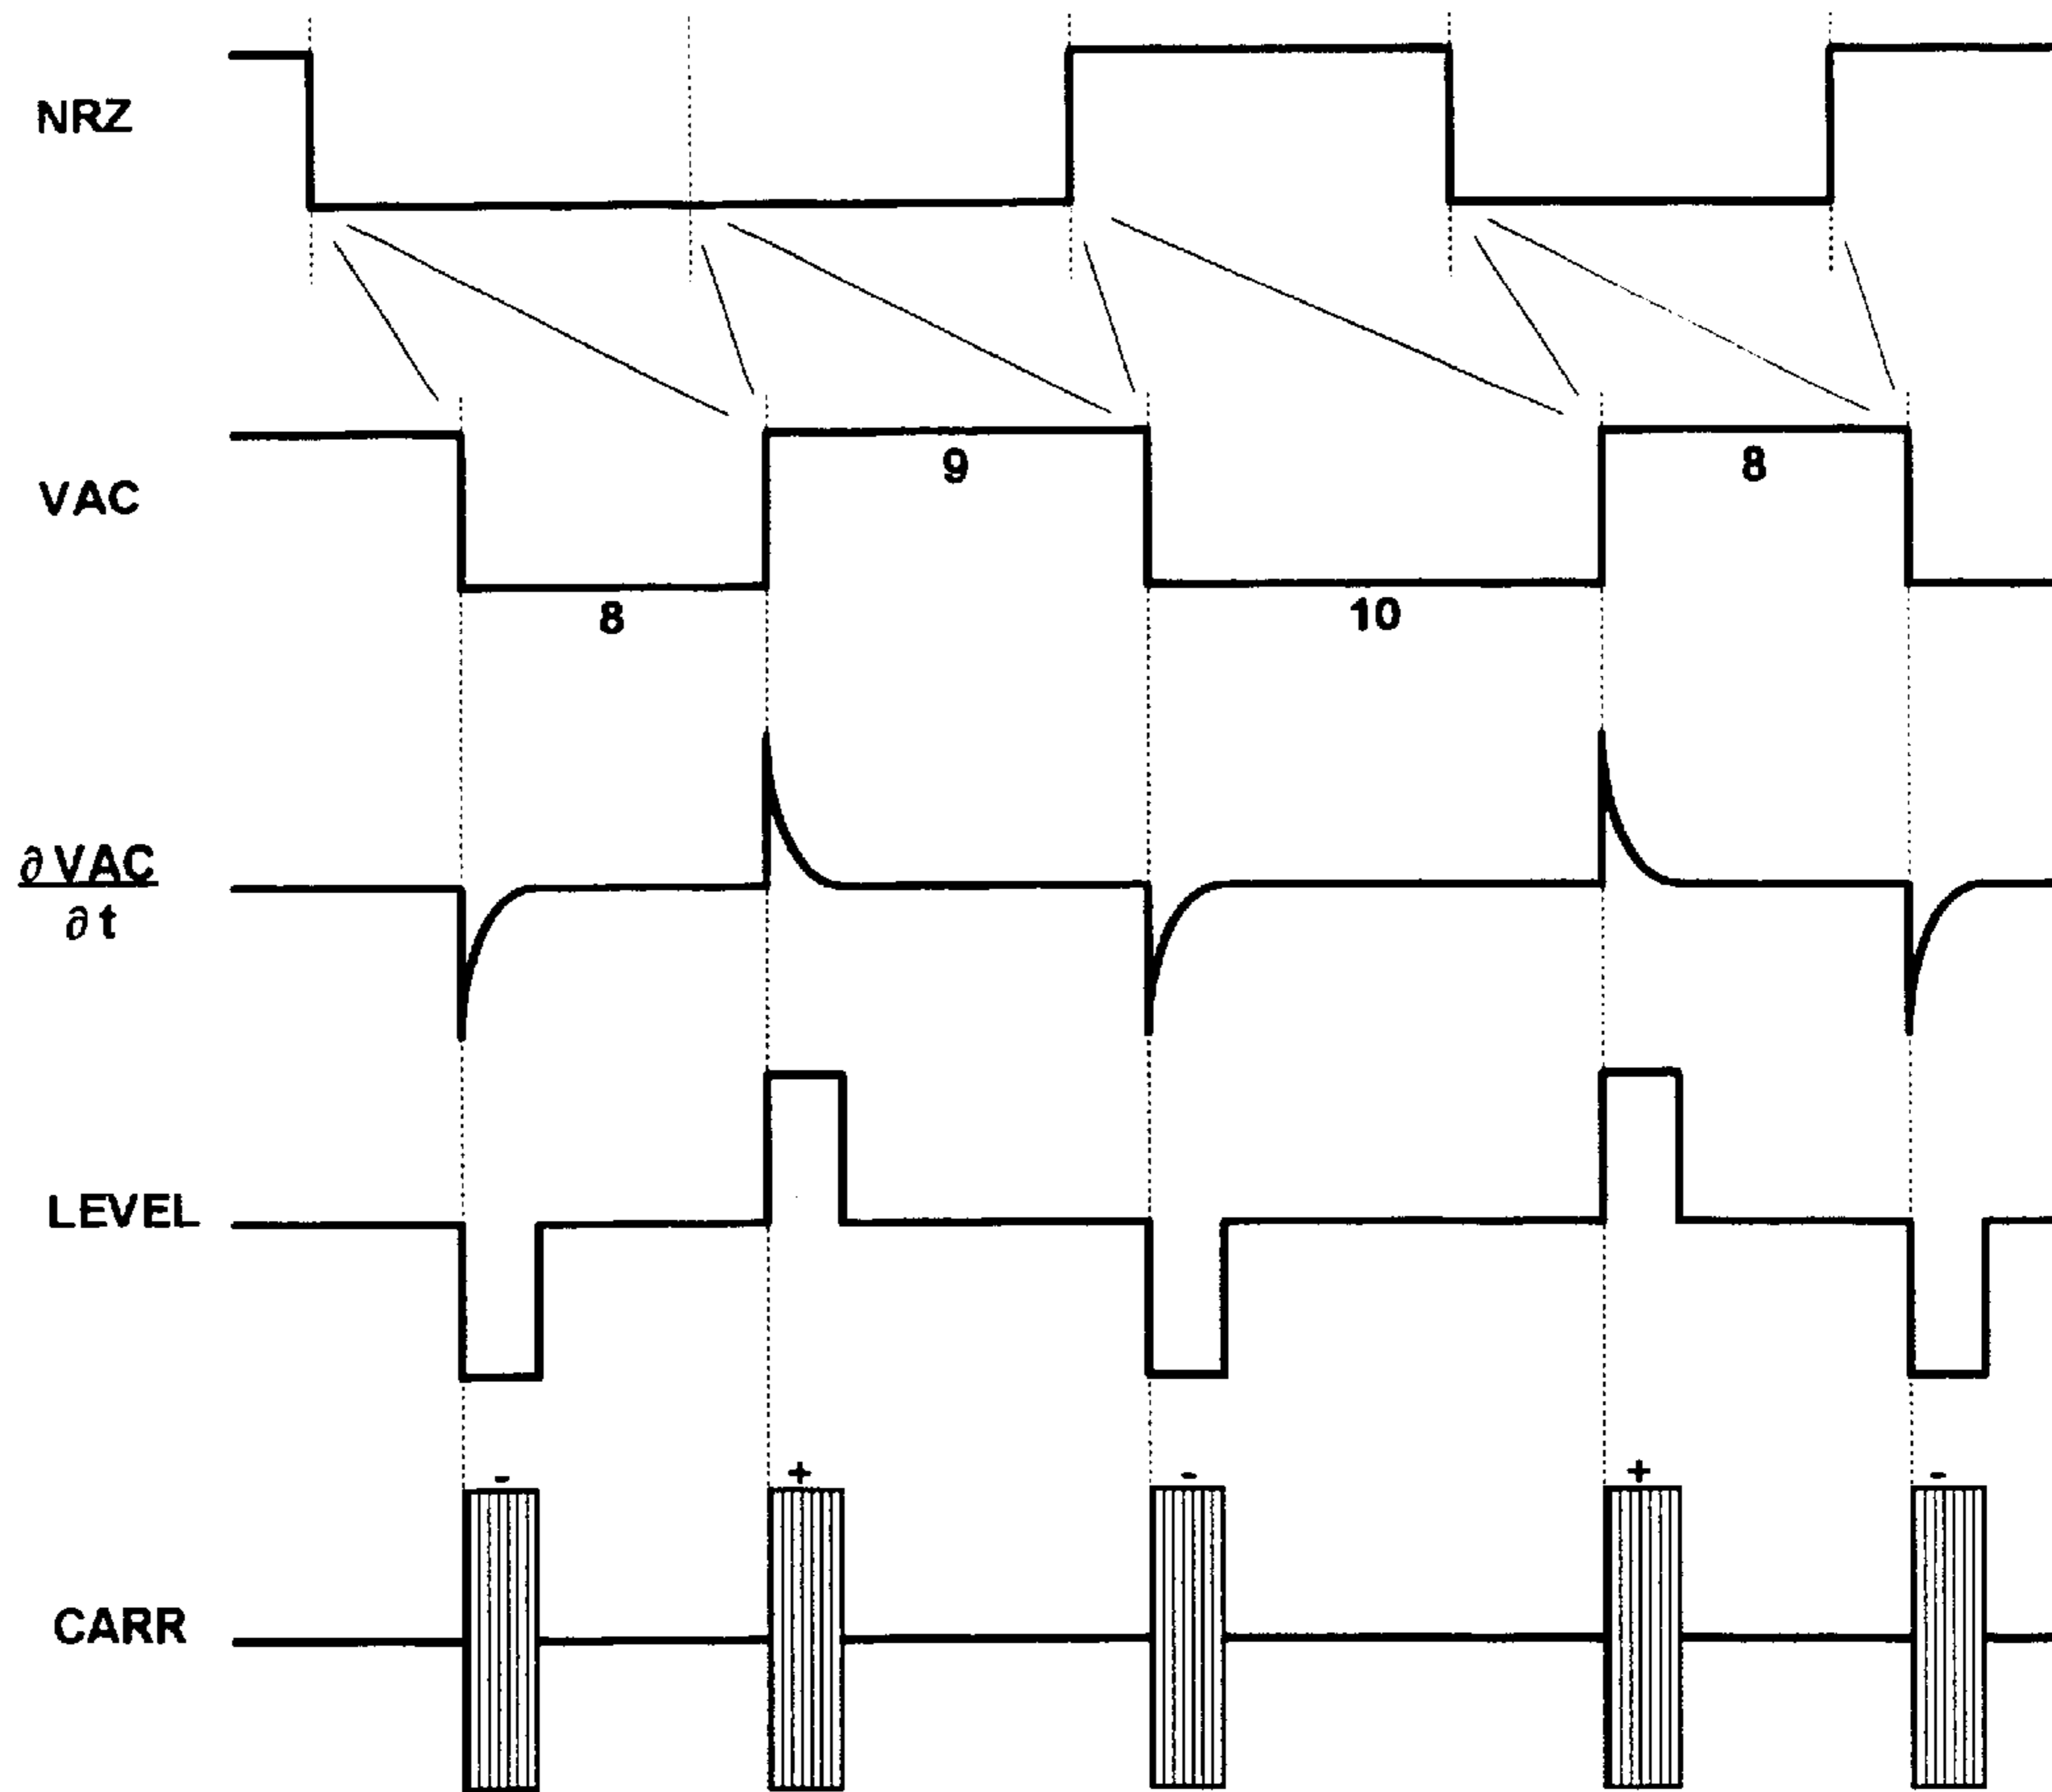 NRZ
VAC
9
8
8
10
∂ VAC
∂ t
LEVEL
- + - + -
CARR